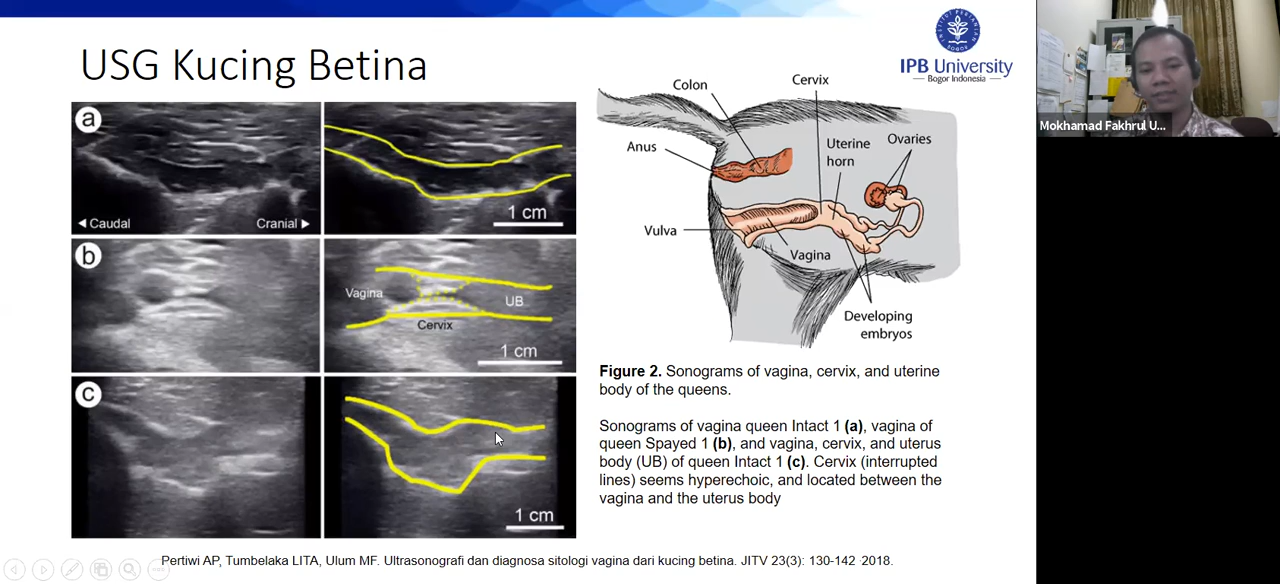 USG Kucing Betina
IPB University
Bogor Indonesia
Mokhamad Fakhrul U...
a
Caudal
Cranial
1 cm
b
Vagina
UB
Cervix
1 cm
c
1 cm
Colon
Cervix
Anus
Uterine
horn
Ovaries
Vulva
Vagina
Developing
embryos
Figure 2. Sonograms of vagina, cervix, and uterine
body of the queens.
Sonograms of vagina queen Intact 1 (a), vagina of
queen Spayed 1 (b), and vagina, cervix, and uterus
body (UB) of queen Intact 1 (c). Cervix (interrupted
lines) seems hyperechoic, and located between the
vagina and the uterus body
Pertiwi AP, Tumbelaka LITA, Ulum MF. Ultrasonografi dan diagnosa sitologi vagina dari kucing betina. JITV 23(3): 130-142 2018.